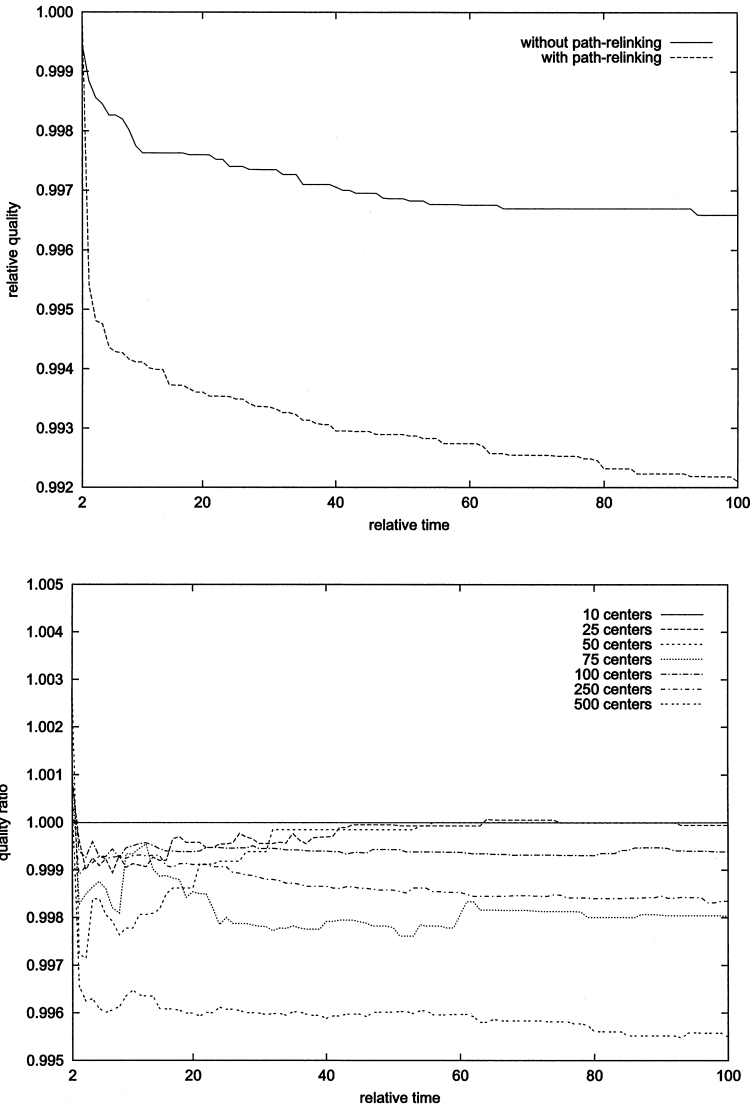 1.000
0.999
0.998
0.997
0.996
0.995
0.994
0.993
0.992
relative quality
without path-relinking
with path-relinking
2 20 40 60 80 100
relative time
1.005
1.004
1.003
1.002
1.001
1.000
0.999
0.998
0.997
0.996
0.995
quality ratio
10 centers
25 centers
50 centers
75 centers
100 centers
250 centers
500 centers
2 20 40 60 80 100
relative time